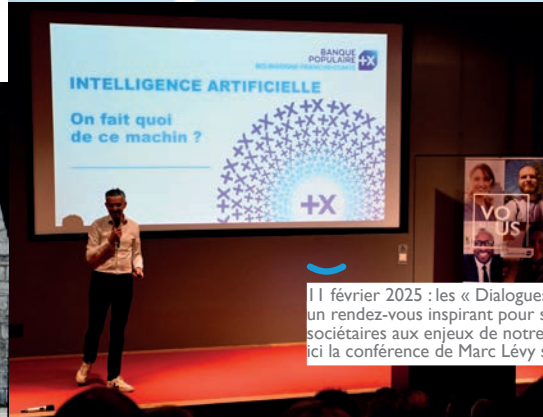 BANQUE
POPULAIRE +X
BOURGOGNE FRANCHE-COMTÉ
INTELLIGENCE ARTIFICIELLE
On fait quoi
de ce machin ?
+X
VO
US
11 février 2025 : les « Dialogues
un rendez-vous inspirant pour
sociétaires aux enjeux de notre
ici la conférence de Marc Lévy